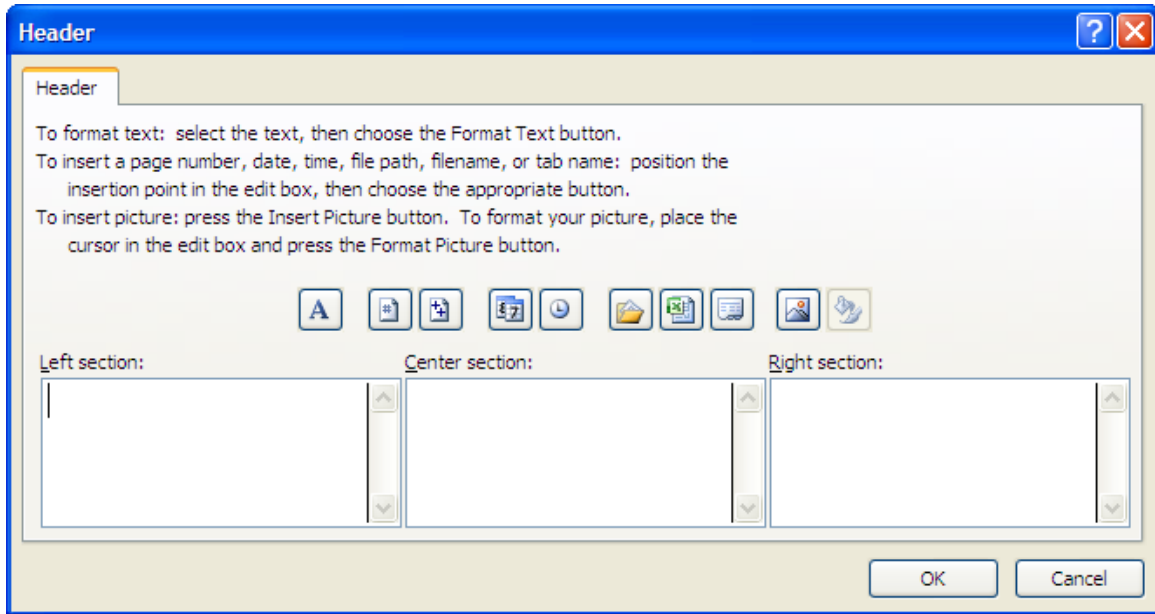 Header
Header
To format text: select the text, then choose the Format Text button.
To insert a page number, date, time, file path, filename, or tab name: position the
insertion point in the edit box, then choose the appropriate button.
To insert picture: press the Insert Picture button. To format your picture, place the
cursor in the edit box and press the Format Picture button.
Left section: Center section: Right section:
OK Cancel